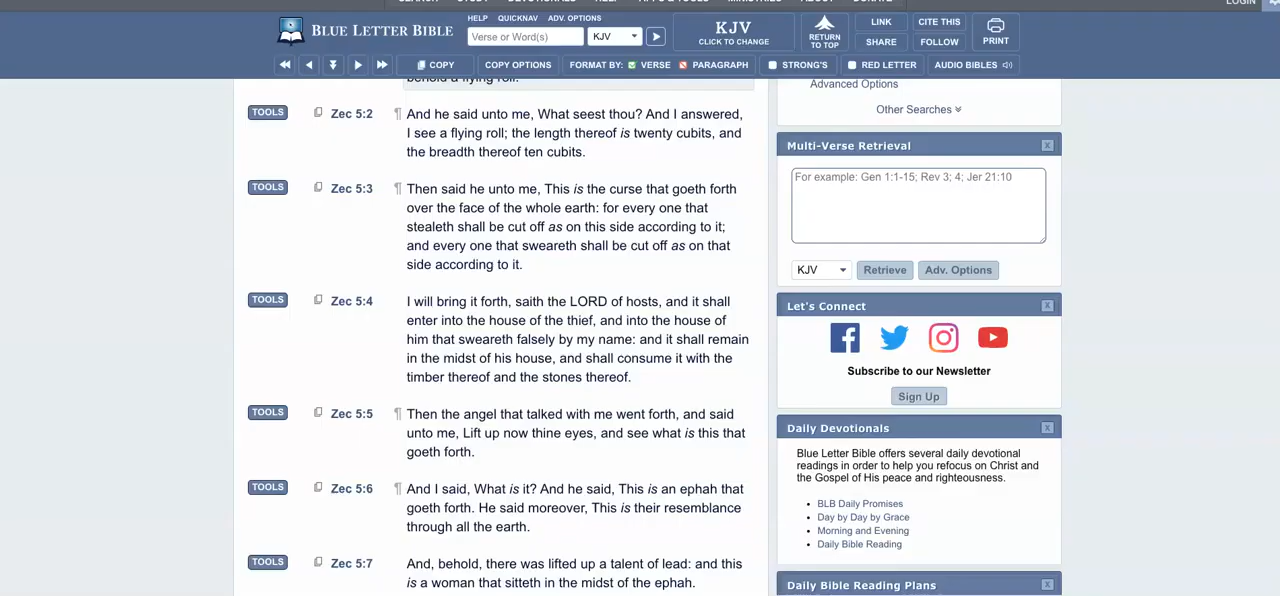 LOGIN
HELP QUICKNAV ADV. OPTIONS
BLUE LETTER BIBLE
Verse or Word(s)
KJV
KJV
CLICK TO CHANGE
RETURN
TO TOP
LINK
CITE THIS
SHARE
FOLLOW
PRINT
COPY
COPY OPTIONS
FORMAT BY: VERSE PARAGRAPH
STRONG'S
RED LETTER
AUDIO BIBLES
behold a flying roll.
TOOLS Zec 5:2 ¶ And he said unto me, What seest thou? And I answered,
I see a flying roll; the length thereof is twenty cubits, and
the breadth thereof ten cubits.
TOOLS Zec 5:3 ¶ Then said he unto me, This is the curse that goeth forth
over the face of the whole earth: for every one that
stealeth shall be cut off as on this side according to it;
and every one that sweareth shall be cut off as on that
side according to it.
TOOLS Zec 5:4 I will bring it forth, saith the LORD of hosts, and it shall
enter into the house of the thief, and into the house of
him that sweareth falsely by my name: and it shall remain
in the midst of his house, and shall consume it with the
timber thereof and the stones thereof.
TOOLS Zec 5:5 ¶ Then the angel that talked with me went forth, and said
unto me, Lift up now thine eyes, and see what is this that
goeth forth.
TOOLS Zec 5:6 ¶ And I said, What is it? And he said, This is an ephah that
goeth forth. He said moreover, This is their resemblance
through all the earth.
TOOLS Zec 5:7 And, behold, there was lifted up a talent of lead: and this
is a woman that sitteth in the midst of the ephah.
Advanced Options
Other Searches
Multi-Verse Retrieval X
For example: Gen 1:1-15; Rev 3; 4; Jer 21:10
KJV Retrieve Adv. Options
Let's Connect X
Subscribe to our Newsletter
Sign Up
Daily Devotionals X
Blue Letter Bible offers several daily devotional
readings in order to help you refocus on Christ and
the Gospel of His peace and righteousness.
• BLB Daily Promises
• Day by Day by Grace
• Morning and Evening
• Daily Bible Reading
Daily Bible Reading Plans X